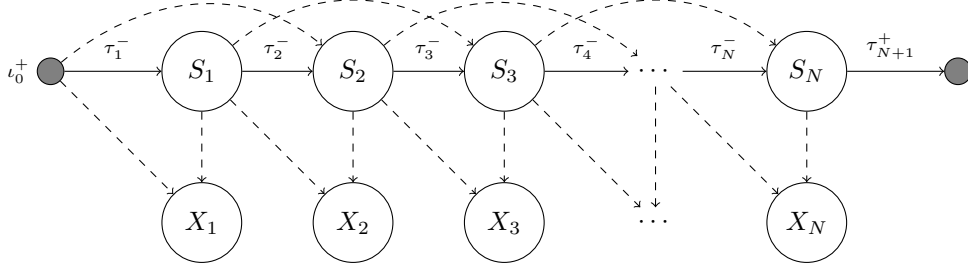 ι₀⁺ τ₁⁻ S₁ τ₂⁻ S₂ τ₃⁻ S₃ τ₄⁻ ··· τ_N⁻ S_N τ_{N+1}⁺
X₁ X₂ X₃ ··· X_N